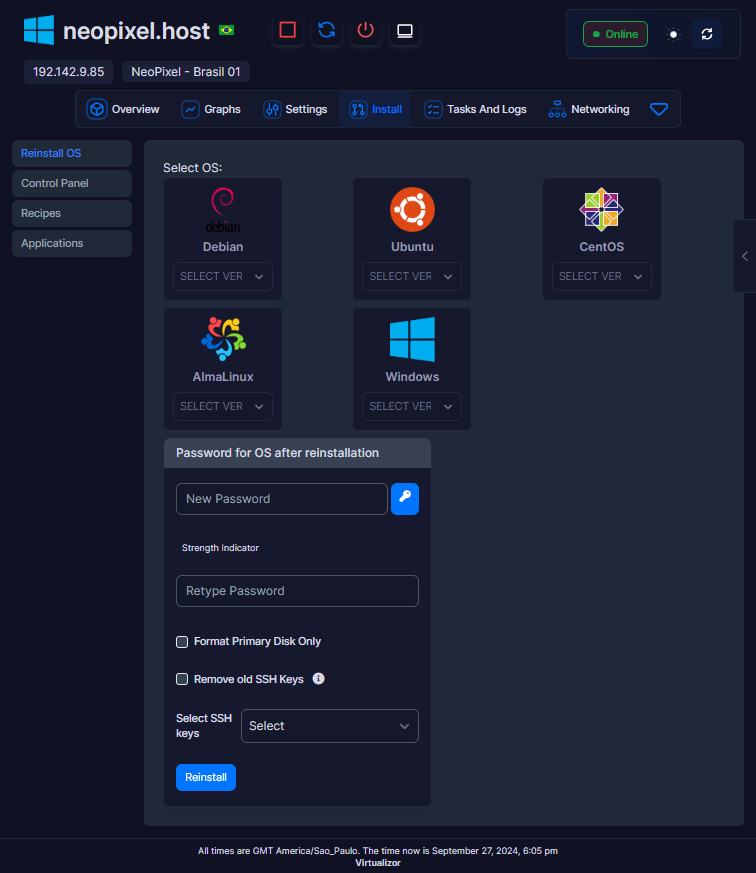 neopixel.host
Online
192.142.9.85 NeoPixel - Brasil 01
Overview Graphs Settings Install Tasks And Logs Networking
Reinstall OS
Control Panel
Recipes
Applications
Select OS:
debian
Debian Ubuntu CentOS
SELECT VER SELECT VER SELECT VER
AlmaLinux Windows
SELECT VER SELECT VER
Password for OS after reinstallation
New Password
Strength Indicator
Retype Password
Format Primary Disk Only
Remove old SSH Keys
Select SSH
keys
Select
Reinstall
All times are GMT America/Sao_Paulo. The time now is September 27, 2024, 6:05 pm
Virtualizor